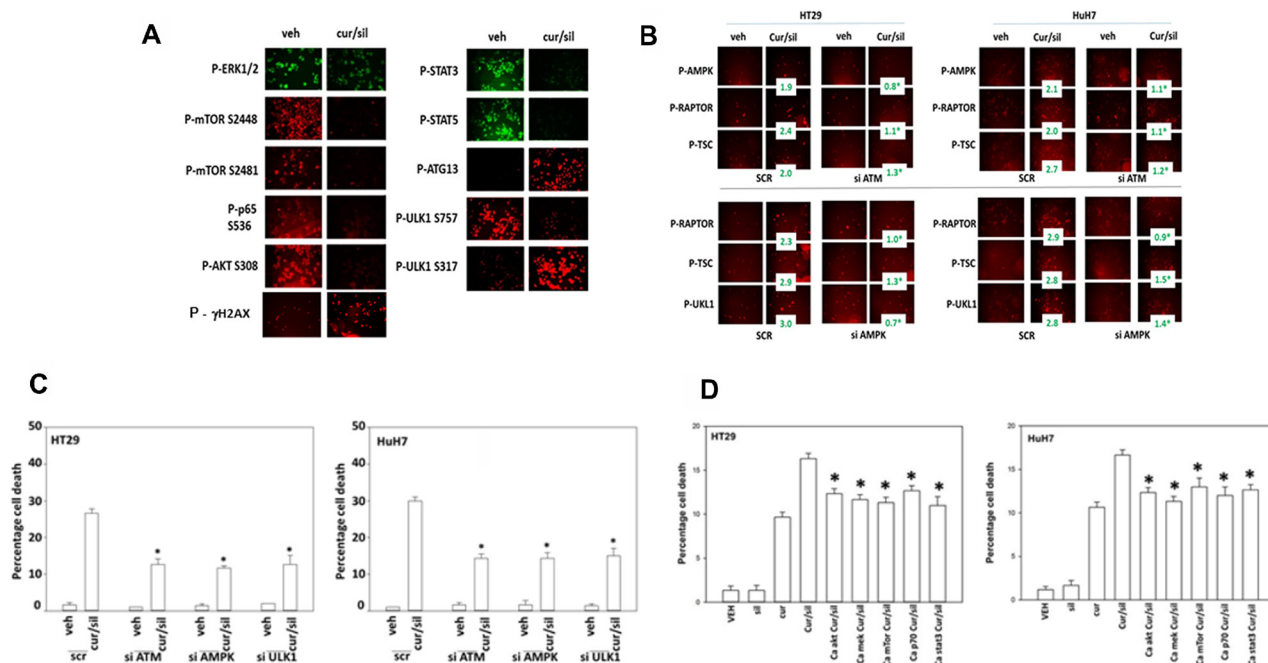 A
veh cur/sil
P-ERK1/2
P-mTOR S2448
P-mTOR S2481
P-p65
S536
P-AKT S308
P - γH2AX
veh cur/sil
P-STAT3
P-STAT5
P-ATG13
P-ULK1 S757
P-ULK1 S317
B
HT29
veh Cur/sil veh Cur/sil
P-AMPK
1.9 0.8*
P-RAPTOR
2.4 1.1*
P-TSC
2.0 1.3*
SCR si ATM
P-RAPTOR
2.3 1.0*
P-TSC
2.9 1.3*
P-UKL1
3.0 0.7*
SCR si AMPK
HuH7
veh Cur/sil veh Cur/sil
P-AMPK
2.1 1.1*
P-RAPTOR
2.0 1.1*
P-TSC
2.7 1.2*
SCR si ATM
P-RAPTOR
2.9 0.9*
P-TSC
2.8 1.5*
P-UKL1
2.8 1.4*
SCR si AMPK
C
HT29
Percentage cell death
50
40
30
20
10
0
* * *
veh cur/sil veh cur/sil veh cur/sil veh cur/sil
scr si ATM si AMPK si ULK1
HuH7
Percentage cell death
50
40
30
20
10
0
* * *
veh cur/sil veh cur/sil veh cur/sil veh cur/sil
scr si ATM si AMPK si ULK1
D
HT29
Percentage cell death
20
15
10
5
0
* * * * *
VEH
sil
cur
Cur/sil
Ca akt Cur/sil
Ca mek Cur/sil
Ca mTor Cur/sil
Ca p70 Cur/sil
Ca stat3 Cur/sil
HuH7
Percentage cell death
20
15
10
5
0
* * * * *
VEH
sil
cur
Cur/sil
Ca akt Cur/sil
Ca mek Cur/sil
Ca mTor Cur/sil
Ca p70 Cur/sil
Ca stat3 Cur/sil